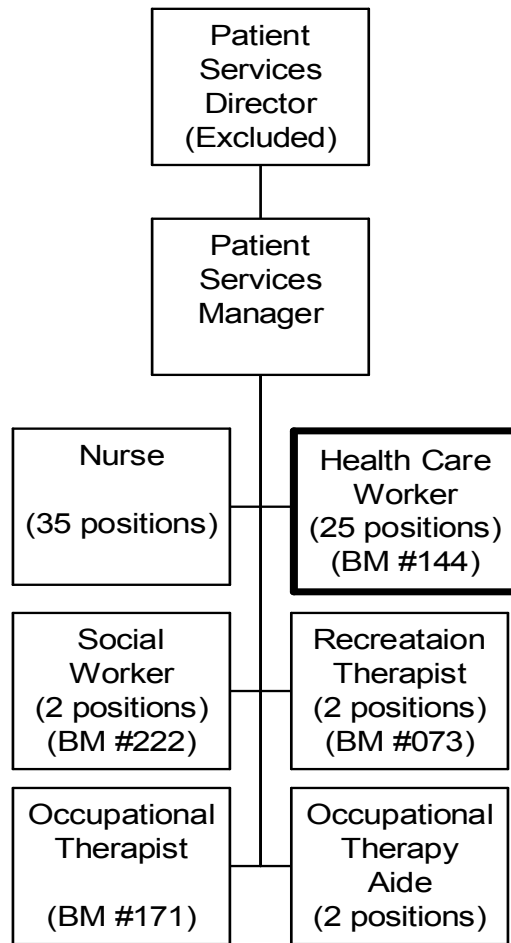 Patient
Services
Director
(Excluded)
Patient
Services
Manager
Nurse
(35 positions)
Health Care
Worker
(25 positions)
(BM #144)
Social
Worker
(2 positions)
(BM #222)
Recreataion
Therapist
(2 positions)
(BM #073)
Occupational
Therapist
(BM #171)
Occupational
Therapy
Aide
(2 positions)